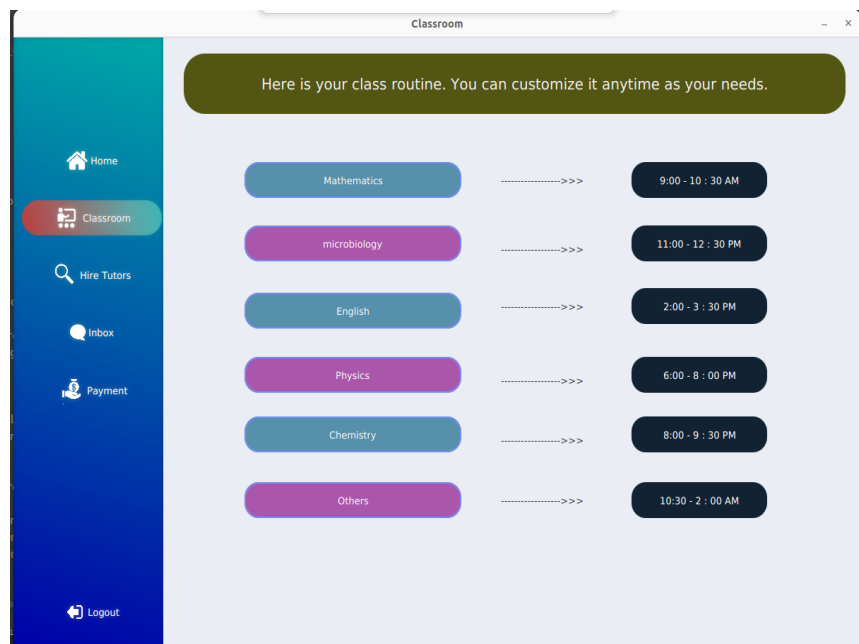 Classroom
Here is your class routine. You can customize it anytime as your needs.
Home
Classroom
Hire Tutors
Inbox
Payment
Logout
Mathematics ----------------->>> 9:00 - 10 : 30 AM
microbiology ----------------->>> 11:00 - 12 : 30 PM
English ----------------->>> 2:00 - 3 : 30 PM
Physics ----------------->>> 6:00 - 8 : 00 PM
Chemistry ----------------->>> 8:00 - 9 : 30 PM
Others ----------------->>> 10:30 - 2 : 00 AM